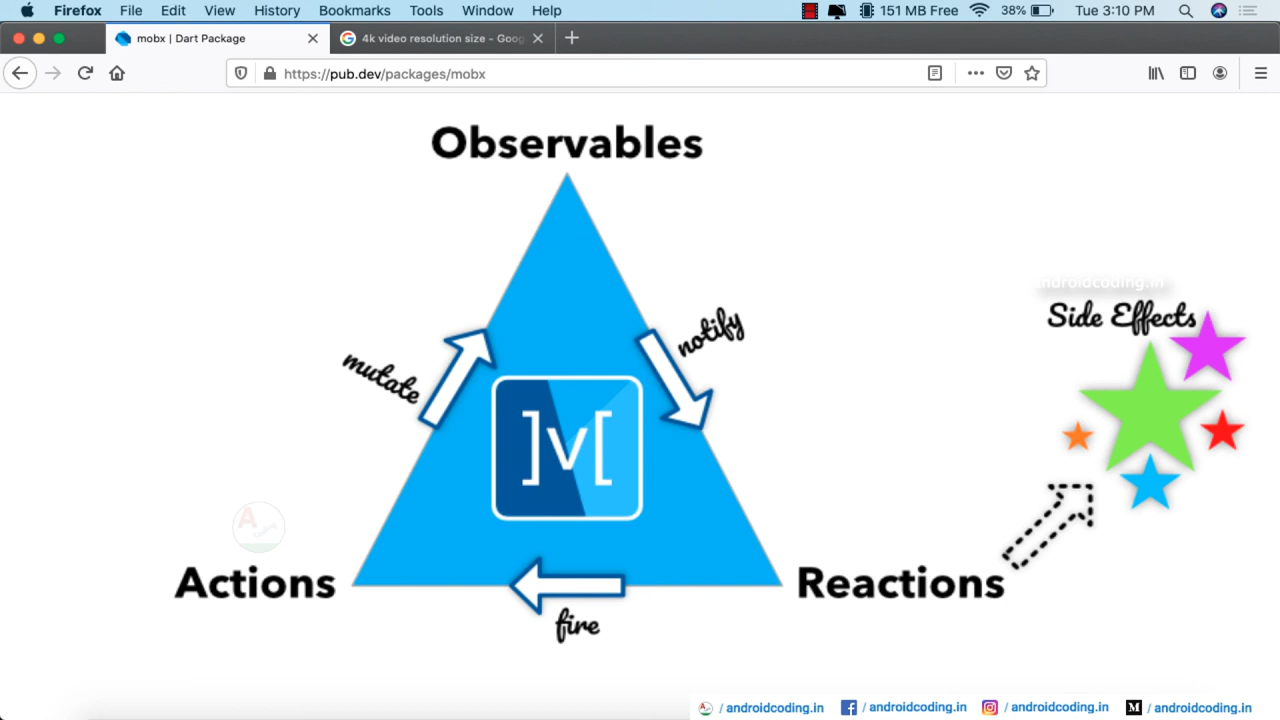 Firefox File Edit View History Bookmarks Tools Window Help 151 MB Free 38% Tue 3:10 PM
mobx | Dart Package 4k video resolution size - Goog
https://pub.dev/packages/mobx
Observables
notify
mutate
androidcoding.in
Side Effects
]v[
Actions
Reactions
fire
/ androidcoding.in / androidcoding.in / androidcoding.in / androidcoding.in